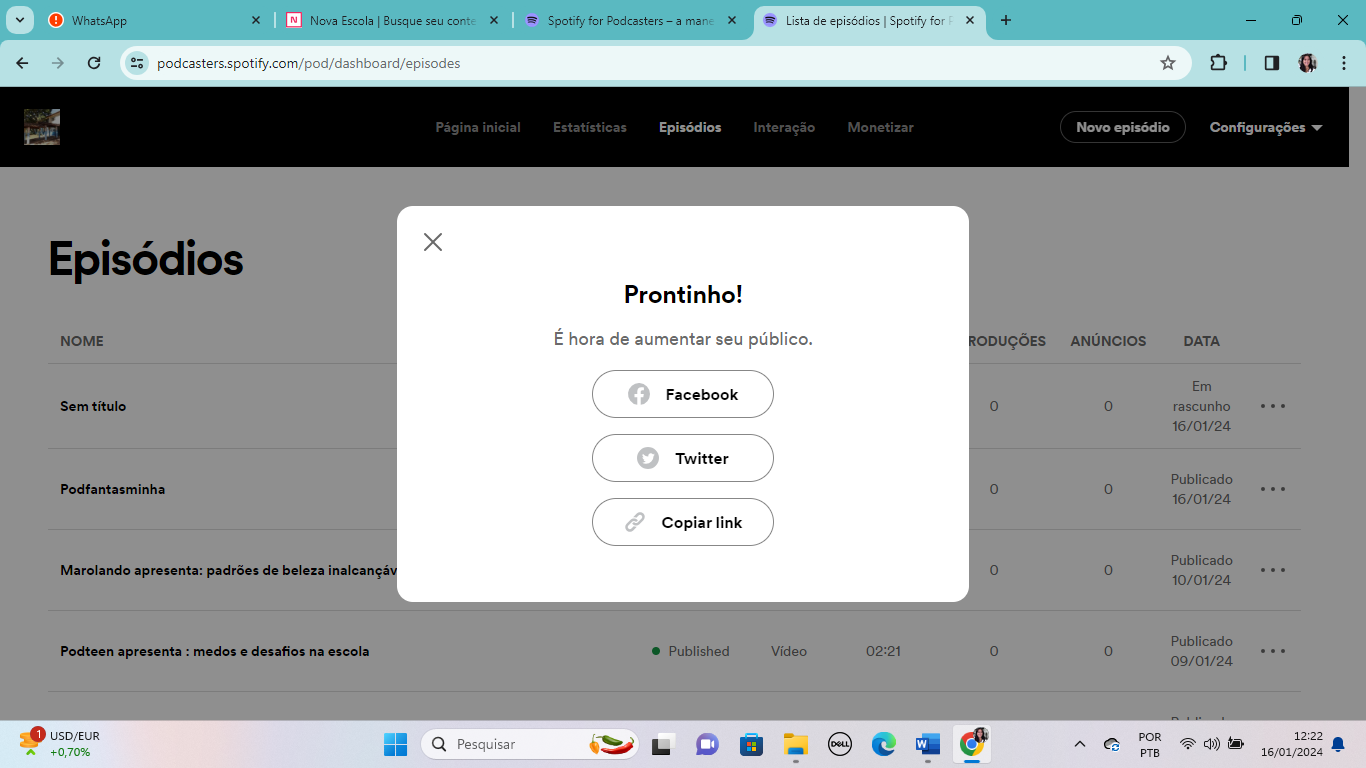 WhatsApp
Nova Escola | Busque seu conte
Spotify for Podcasters – a mane
Lista de episódios | Spotify for P
podcasters.spotify.com/pod/dashboard/episodes
Página inicial
Estatísticas
Episódios
Interação
Monetizar
Novo episódio
Configurações
Episódios
Prontinho!
É hora de aumentar seu público.
Facebook
Twitter
Copiar link
NOME
RODUÇÕES
ANÚNCIOS
DATA
Sem título
0
0
Em
rascunho
16/01/24
Podfantasminha
0
0
Publicado
16/01/24
Marolando apresenta: padrões de beleza inalcançáv
0
0
Publicado
10/01/24
Podteen apresenta : medos e desafios na escola
Published
Vídeo
02:21
0
0
Publicado
09/01/24
1
USD/EUR
+0,70%
Pesquisar
DELL
POR
PTB
12:22
16/01/2024